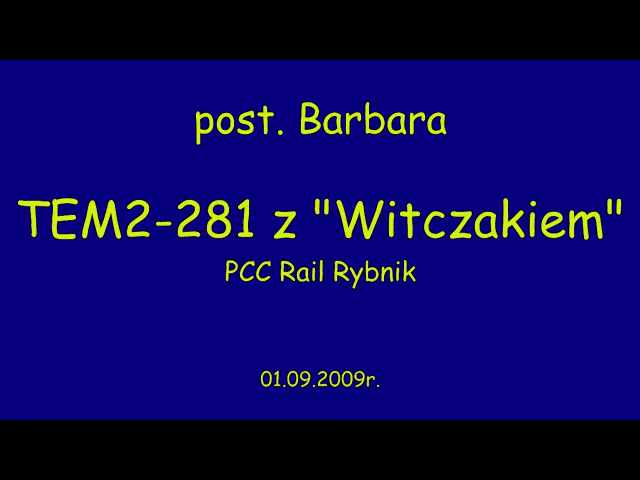 post. Barbara
TEM2-281 z "Witczakiem"
PCC Rail Rybnik
01.09.2009r.